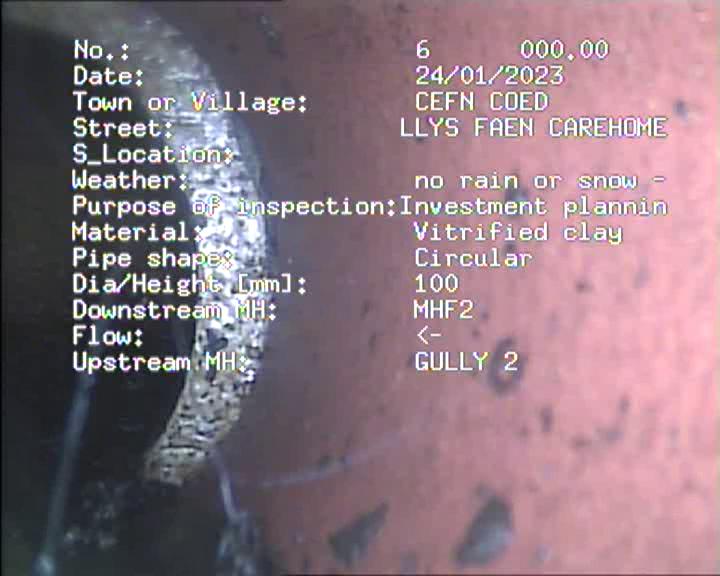 No.: 6 000.00
Date: 24/01/2023
Town or Village: CEFN COED
Street: LLYS FAEN CAREHOME
S_Location:
Weather: no rain or snow -
Purpose of inspection:Investment plannin
Material: Vitrified clay
Pipe shape: Circular
Dia/Height [mm]: 100
Downstream MH: MHF2
Flow: <-
Upstream MH: GULLY 2